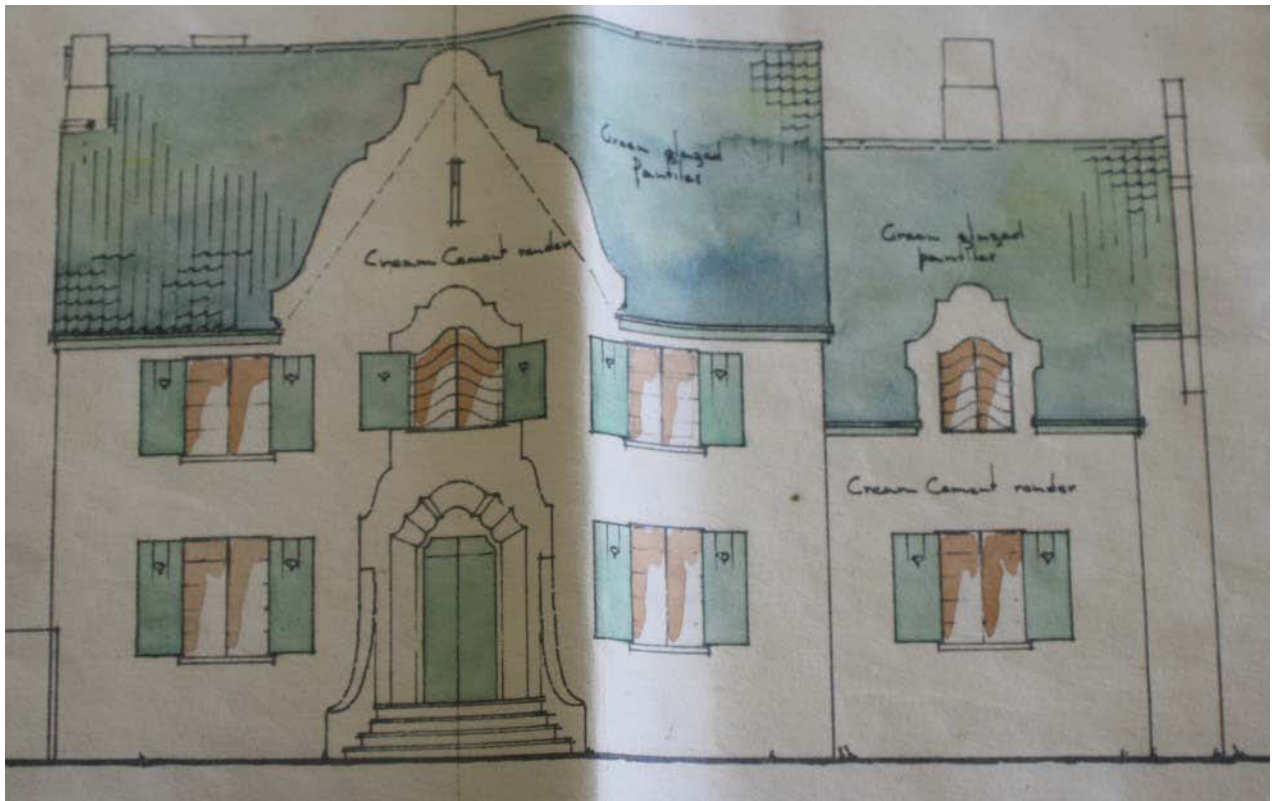 Green glazed
Pantiles
Cream Cement render
Green glazed
pantiles
Cream Cement render